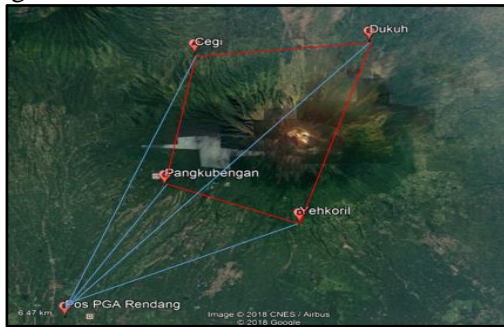 Cegi
Dukuh
Pangkubengan
Yehkoril
Pos PGA Rendang
6.47 km
Image © 2018 CNES / Airbus
© 2018 Google